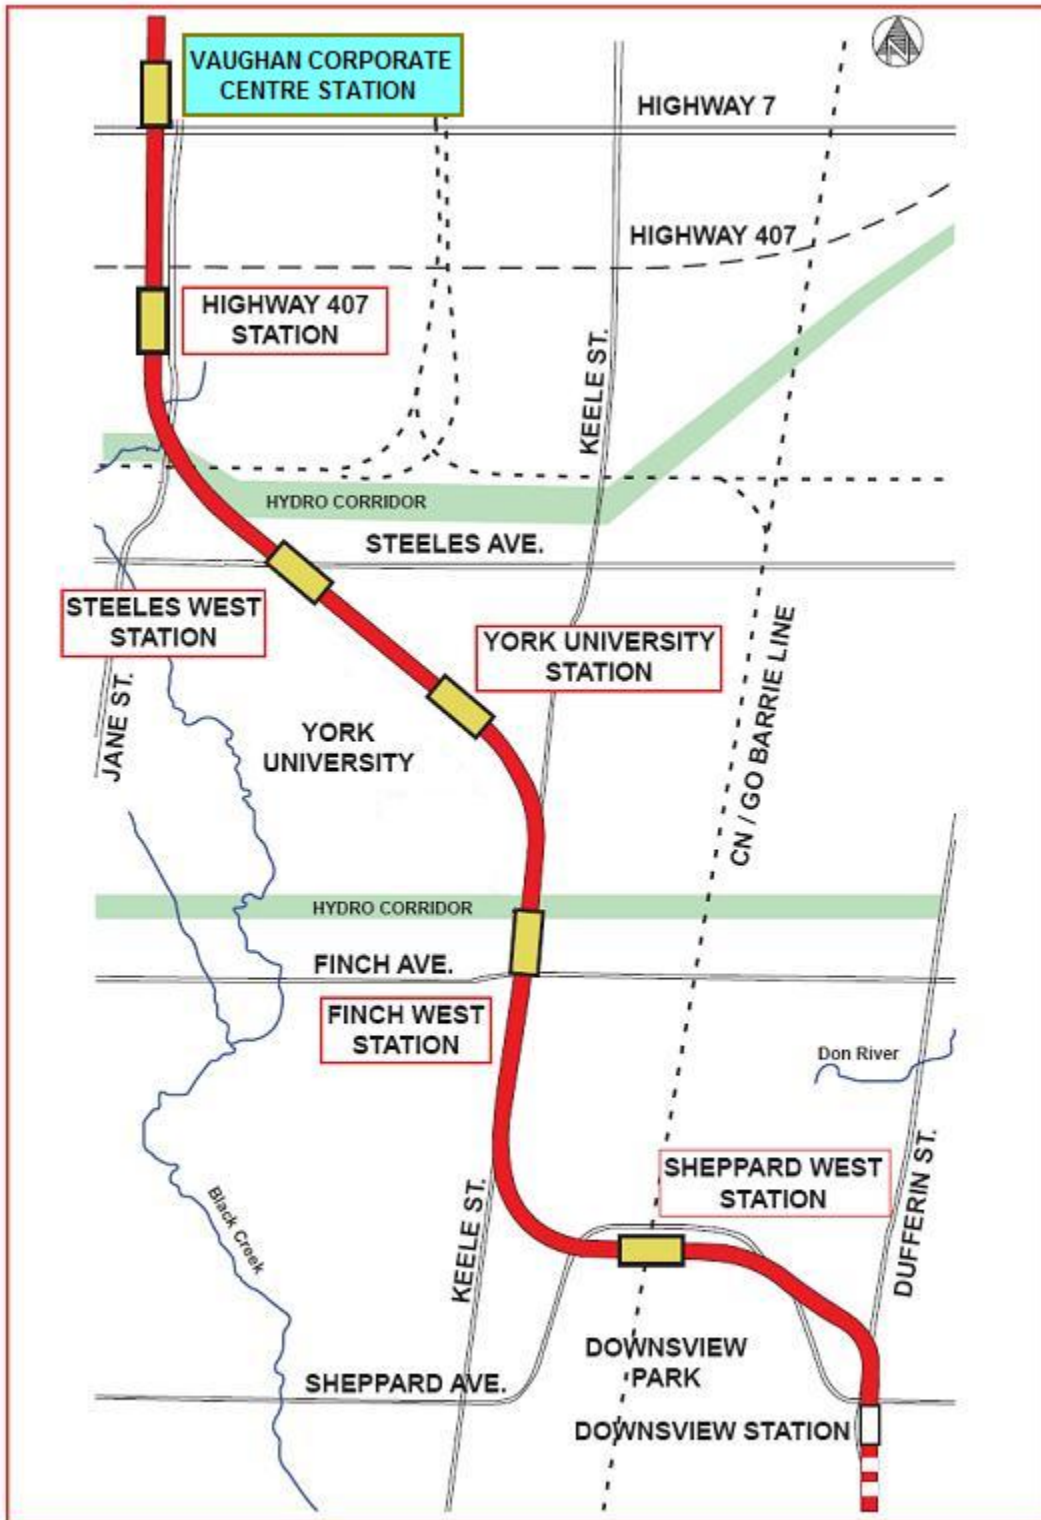 VAUGHAN CORPORATE
CENTRE STATION
N
HIGHWAY 7
HIGHWAY 407
HIGHWAY 407
STATION
KEELE ST.
HYDRO CORRIDOR
STEELES AVE.
STEELES WEST
STATION
YORK UNIVERSITY
STATION
JANE ST.
YORK
UNIVERSITY
CN / GO BARRIE LINE
HYDRO CORRIDOR
FINCH AVE.
FINCH WEST
STATION
Don River
SHEPPARD WEST
STATION
Black Creek
KEELE ST.
DUFFERIN ST.
DOWNSVIEW
PARK
SHEPPARD AVE.
DOWNSVIEW STATION